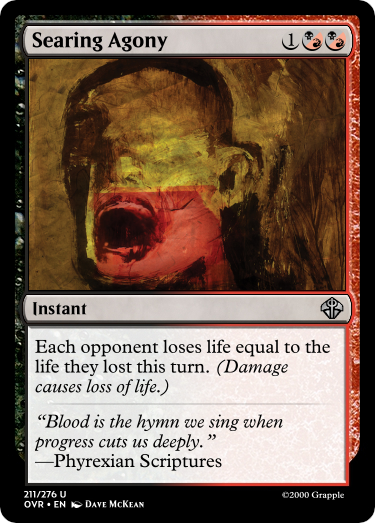 Searing Agony 1
Instant
Each opponent loses life equal to the
life they lost this turn. (Damage
causes loss of life.)
“Blood is the hymn we sing when
progress cuts us deeply.”
—Phyrexian Scriptures
211/276 U
OVR • EN Dave McKean
©2000 Grapple